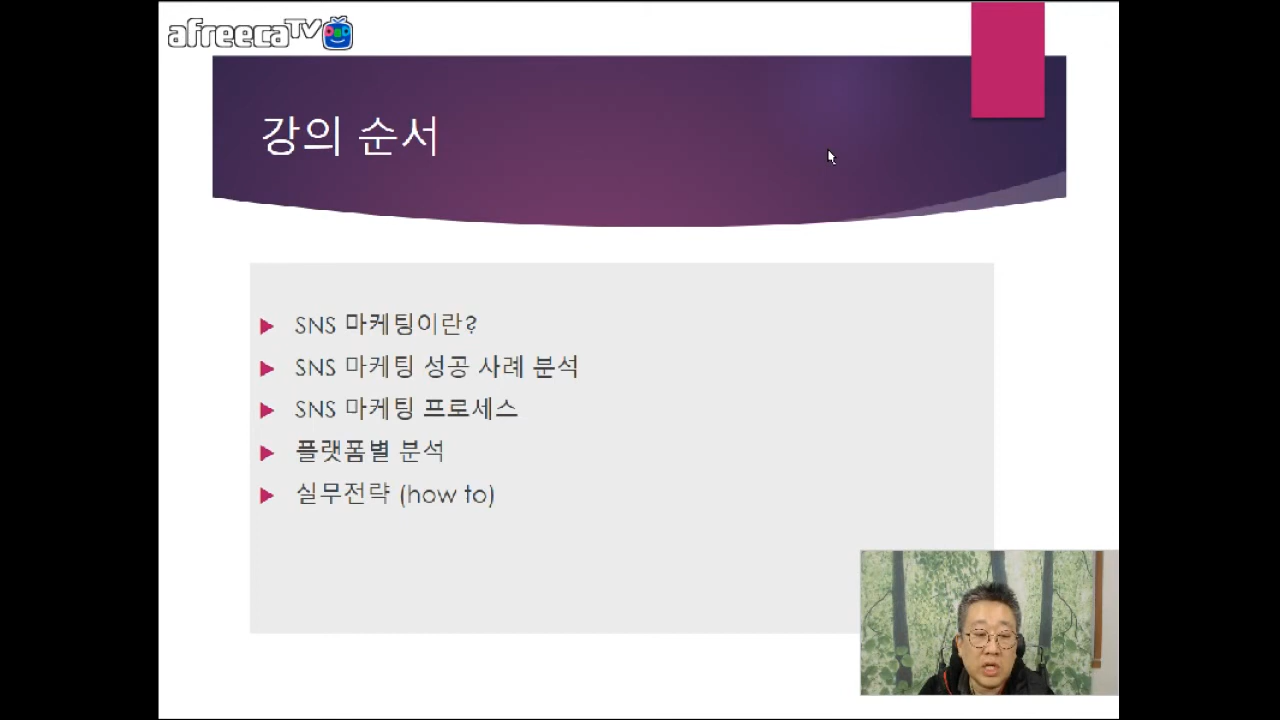 afreecaTV
강의 순서
SNS 마케팅이란?
SNS 마케팅 성공 사례 분석
SNS 마케팅 프로세스
플랫폼별 분석
실무전략 (how to)